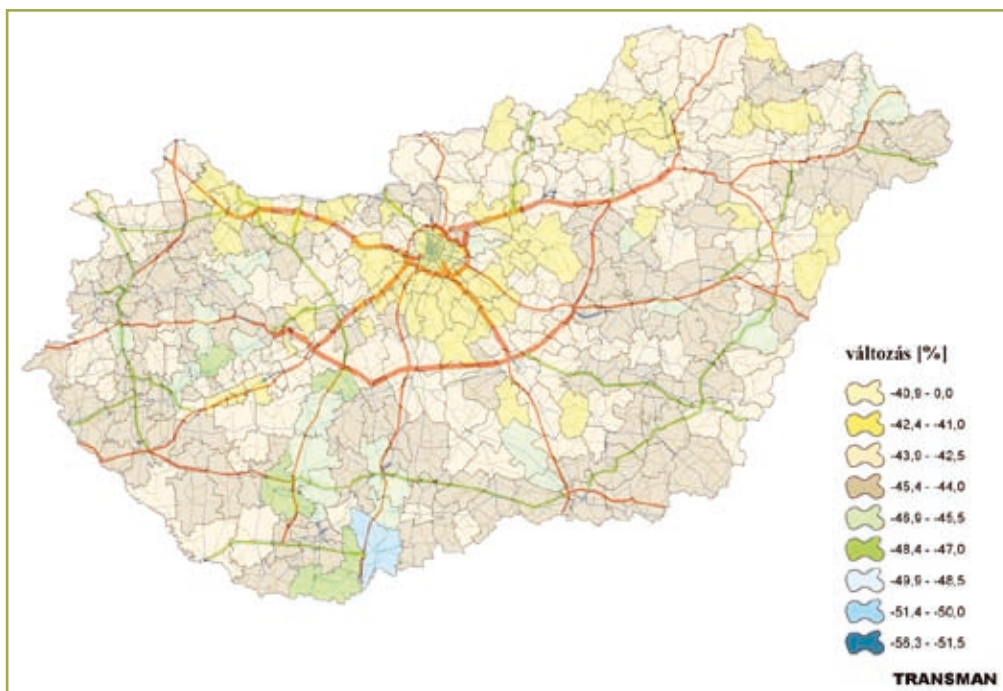 változás [%]
-40,9 - 0,0
-42,4 - -41,0
-43,9 - -42,5
-45,4 - -44,0
-46,9 - -45,5
-48,4 - -47,0
-49,9 - -48,5
-51,4 - -50,0
-56,3 - -51,5
TRANSMAN